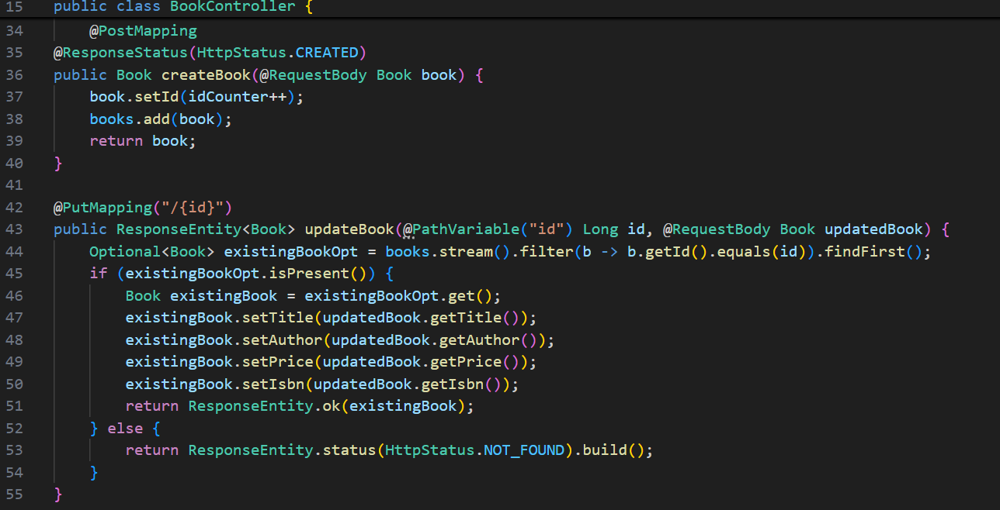 15 public class BookController {
34 @PostMapping
35 @ResponseStatus(HttpStatus.CREATED)
36 public Book createBook(@RequestBody Book book) {
37 book.setId(idCounter++);
38 books.add(book);
39 return book;
40 }
41
42 @PutMapping("/{id}")
43 public ResponseEntity<Book> updateBook(@PathVariable("id") Long id, @RequestBody Book updatedBook) {
44 Optional<Book> existingBookOpt = books.stream().filter(b -> b.getId().equals(id)).findFirst();
45 if (existingBookOpt.isPresent()) {
46 Book existingBook = existingBookOpt.get();
47 existingBook.setTitle(updatedBook.getTitle());
48 existingBook.setAuthor(updatedBook.getAuthor());
49 existingBook.setPrice(updatedBook.getPrice());
50 existingBook.setIsbn(updatedBook.getIsbn());
51 return ResponseEntity.ok(existingBook);
52 } else {
53 return ResponseEntity.status(HttpStatus.NOT_FOUND).build();
54 }
55 }